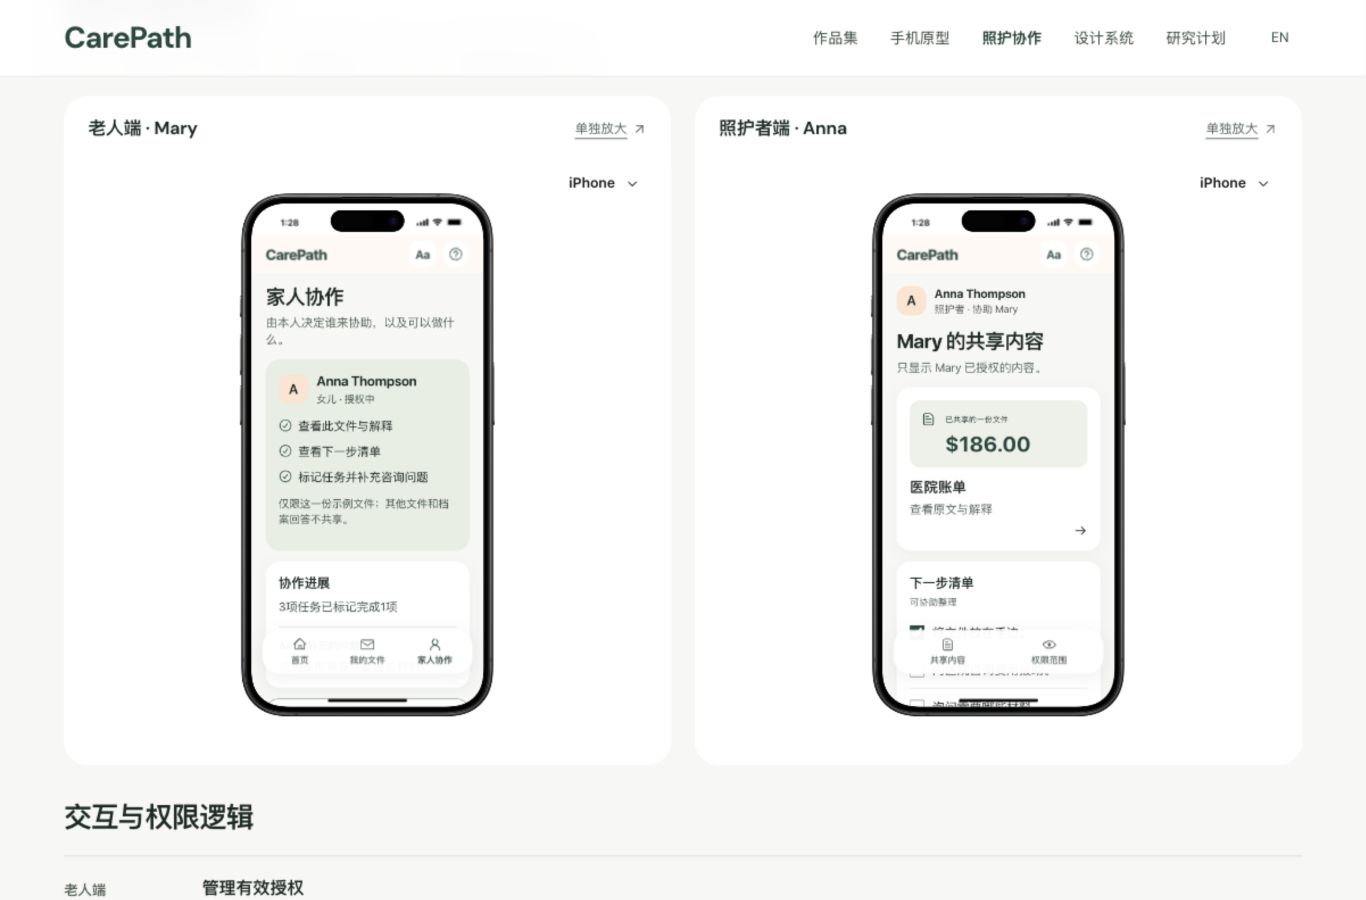 CarePath
作品集
手机原型
照护协作
设计系统
研究计划
EN
老人端 · Mary
单独放大
iPhone
1:28
CarePath
Aa
家人协作
由本人决定谁来协助，以及可以做什
么。
A
Anna Thompson
女儿 · 授权中
查看此文件与解释
查看下一步清单
标记任务并补充咨询问题
仅限这一份示例文件；其他文件和档
案回答不共享。
协作进展
3项任务已标记完成1项
首页
我的文件
家人协作
照护者端 · Anna
单独放大
iPhone
1:28
CarePath
Aa
A
Anna Thompson
照护者 · 协助 Mary
Mary 的共享内容
只显示 Mary 已授权的内容。
已共享的一份文件
$186.00
医院账单
查看原文与解释
下一步清单
可协助整理
共享内容
权限范围
交互与权限逻辑
老人端
管理有效授权